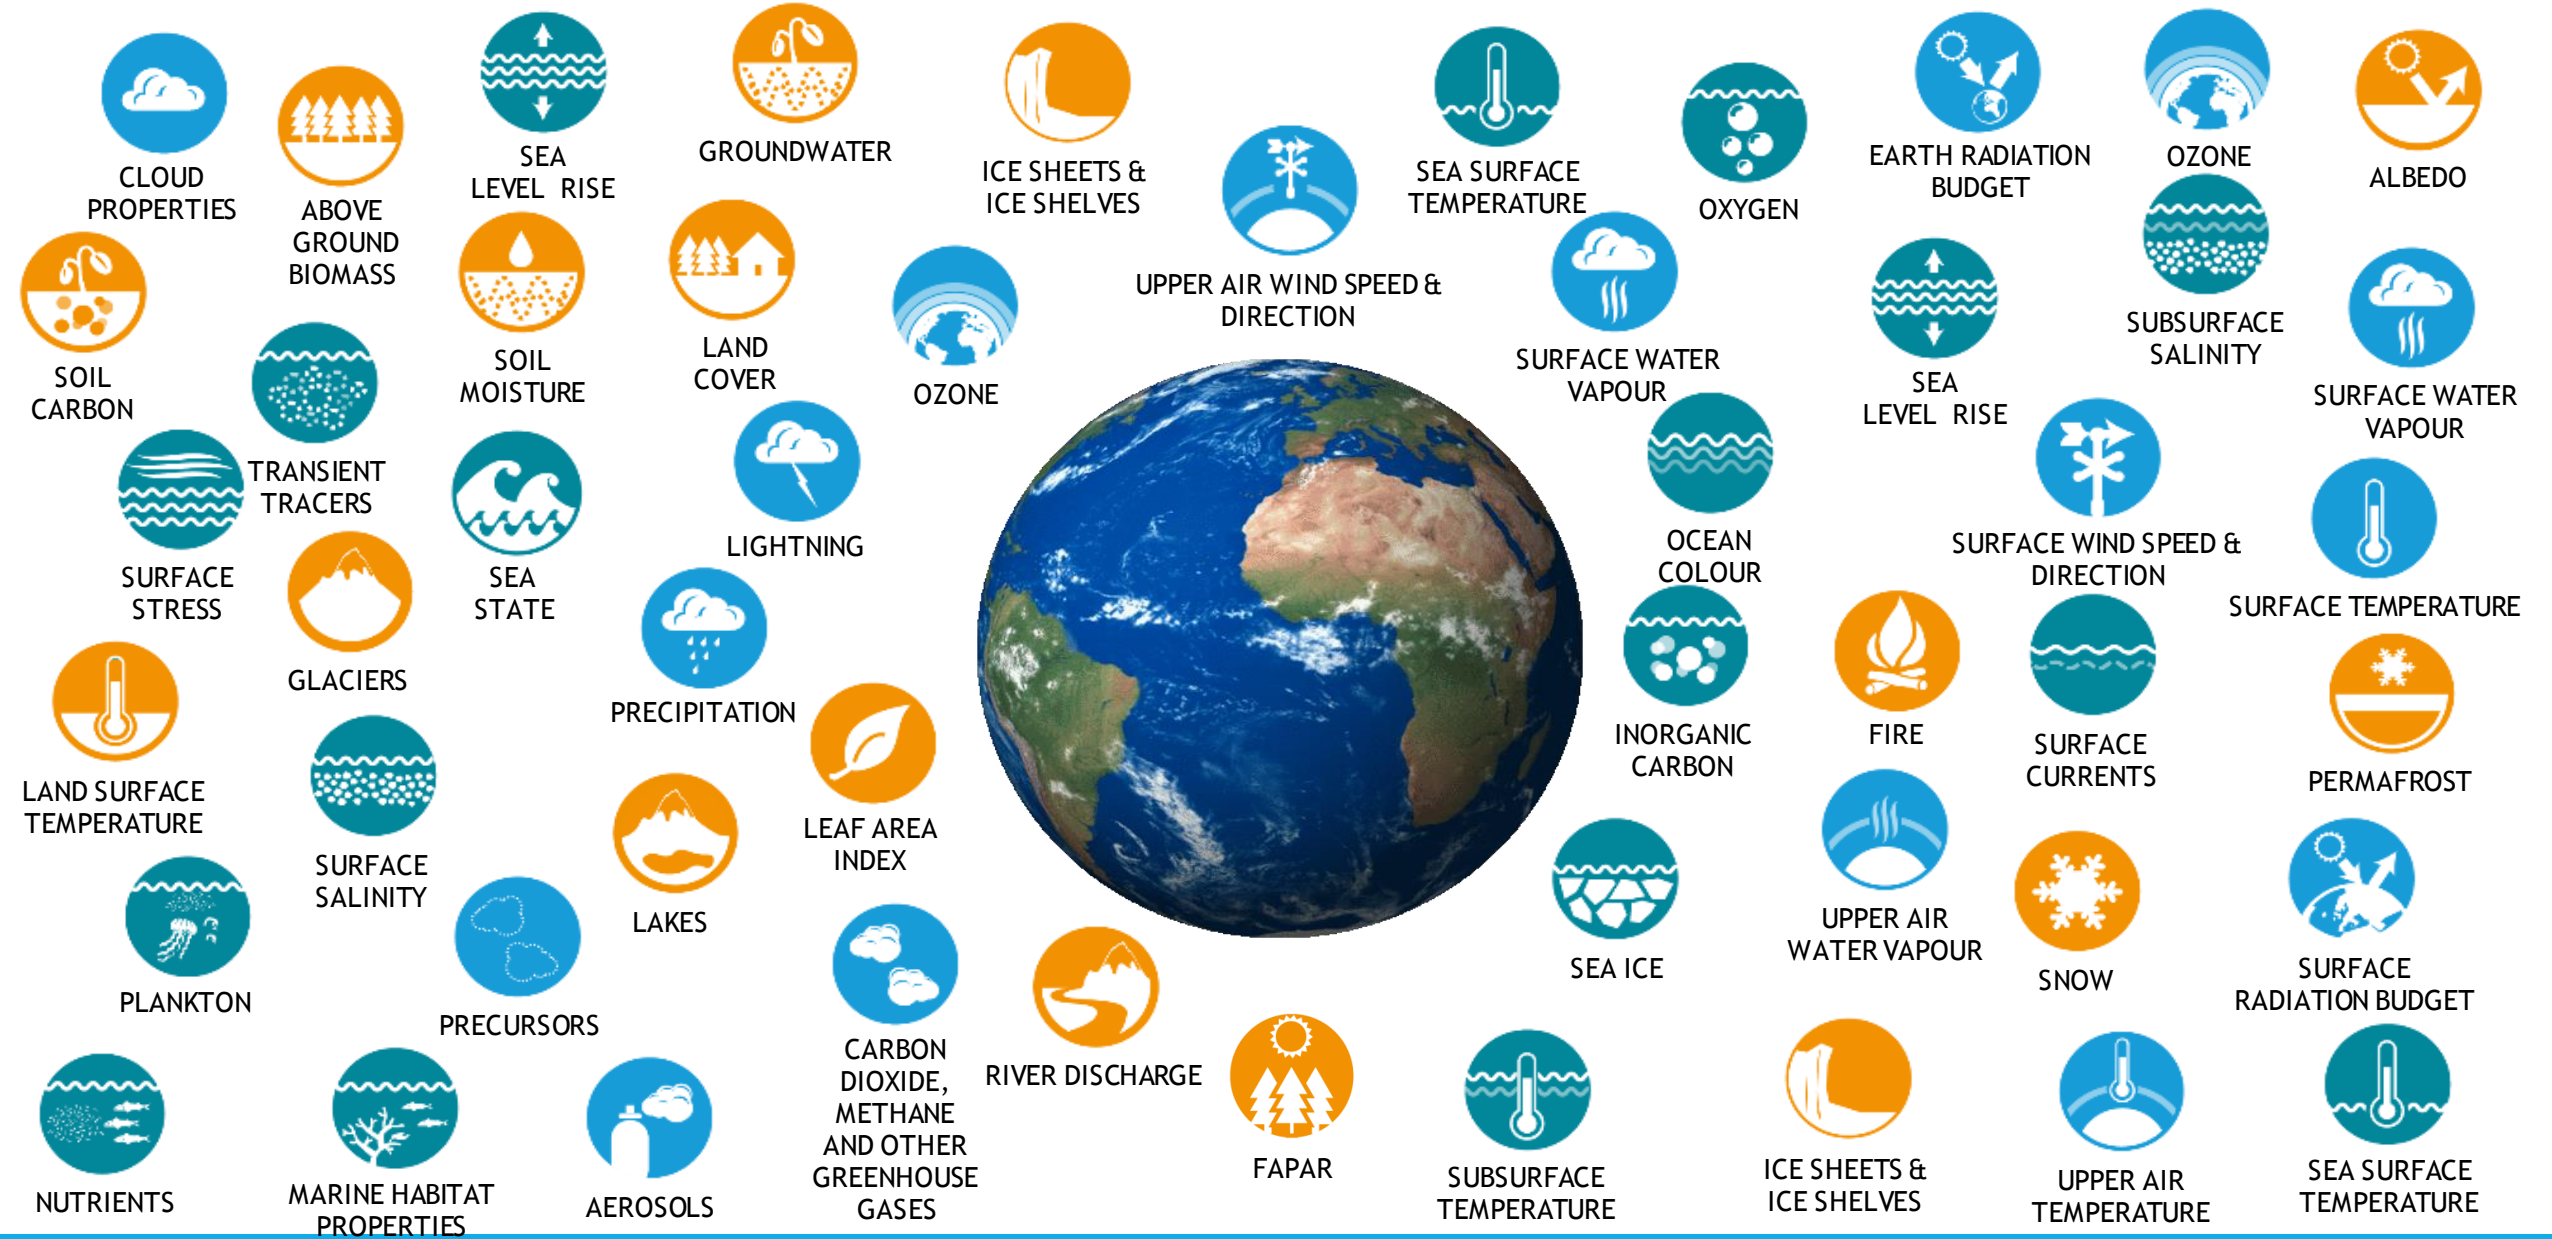 CLOUD
PROPERTIES
ABOVE
GROUND
BIOMASS
SEA
LEVEL RISE
GROUNDWATER
ICE SHEETS &
ICE SHELVES
UPPER AIR WIND SPEED &
DIRECTION
SEA SURFACE
TEMPERATURE
OXYGEN
EARTH RADIATION
BUDGET
OZONE
ALBEDO
SOIL
CARBON
TRANSIENT
TRACERS
SOIL
MOISTURE
LAND
COVER
OZONE
SURFACE WATER
VAPOUR
SEA
LEVEL RISE
SUBSURFACE
SALINITY
SURFACE WATER
VAPOUR
SURFACE
STRESS
GLACIERS
SEA
STATE
LIGHTNING
OCEAN
COLOUR
SURFACE WIND SPEED &
DIRECTION
SURFACE TEMPERATURE
LAND SURFACE
TEMPERATURE
SURFACE
SALINITY
PRECIPITATION
LAKES
LEAF AREA
INDEX
INORGANIC
CARBON
FIRE
SURFACE
CURRENTS
PERMAFROST
PLANKTON
PRECURSORS
SEA ICE
UPPER AIR
WATER VAPOUR
SNOW
SURFACE
RADIATION BUDGET
NUTRIENTS
MARINE HABITAT
PROPERTIES
AEROSOLS
CARBON
DIOXIDE,
METHANE
AND OTHER
GREENHOUSE
GASES
RIVER DISCHARGE
FAPAR
SUBSURFACE
TEMPERATURE
ICE SHEETS &
ICE SHELVES
UPPER AIR
TEMPERATURE
SEA SURFACE
TEMPERATURE